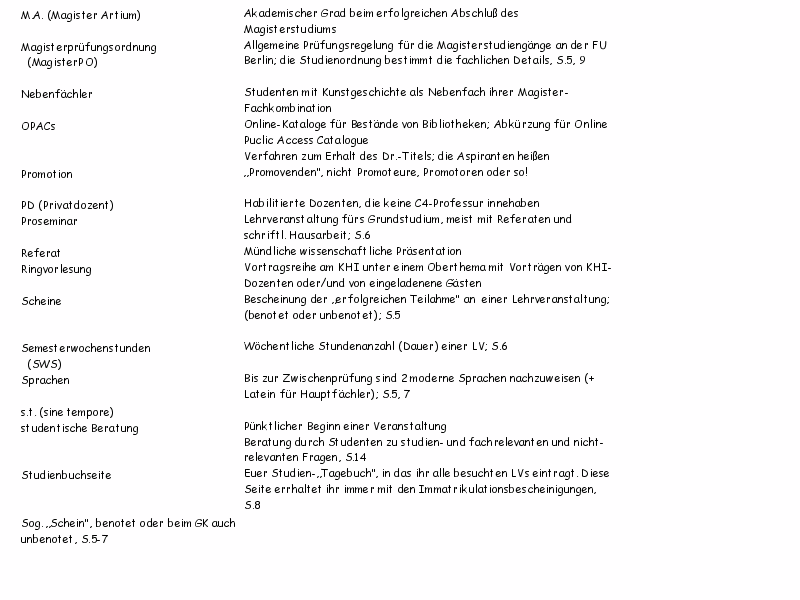 M.A. (Magister Artium)
Akademischer Grad beim erfolgreichen Abschluß des
Magisterstudiums
Magisterprüfungsordnung
(MagisterPO)
Allgemeine Prüfungsregelung für die Magisterstudiengänge an der FU
Berlin; die Studienordnung bestimmt die fachlichen Details, S.5, 9
Nebenfächler
Studenten mit Kunstgeschichte als Nebenfach ihrer Magister-
Fachkombination
OPACs
Online-Kataloge für Bestände von Bibliotheken; Abkürzung für Online
Puclic Access Catalogue
Promotion
Verfahren zum Erhalt des Dr.-Titels; die Aspiranten heißen
„Promovenden", nicht Promoteure, Promotoren oder so!
PD (Privatdozent)
Habilitierte Dozenten, die keine C4-Professur innehaben
Proseminar
Lehrveranstaltung fürs Grundstudium, meist mit Referaten und
schriftl. Hausarbeit; S.6
Referat
Mündliche wissenschaftliche Präsentation
Ringvorlesung
Vortragsreihe am KHI unter einem Oberthema mit Vorträgen von KHI-
Dozenten oder/und von eingeladenene Gästen
Scheine
Bescheinung der „erfolgreichen Teilahme" an einer Lehrveranstaltung;
(benotet oder unbenotet); S.5
Semesterwochenstunden
(SWS)
Wöchentliche Stundenanzahl (Dauer) einer LV; S.6
Sprachen
Bis zur Zwischenprüfung sind 2 moderne Sprachen nachzuweisen (+
Latein für Hauptfächler); S.5, 7
s.t. (sine tempore)
Pünktlicher Beginn einer Veranstaltung
studentische Beratung
Beratung durch Studenten zu studien- und fachrelevanten und nicht-
relevanten Fragen, S.14
Studienbuchseite
Euer Studien-„Tagebuch", in das ihr alle besuchten LVs eintragt. Diese
Seite errhaltet ihr immer mit den Immatrikulationsbescheinigungen,
S.8
Sog. „Schein", benotet oder beim GK auch
unbenotet, S.5-7